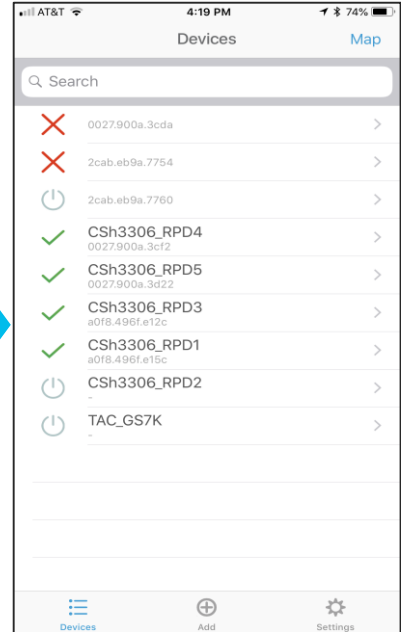 AT&T 4:19 PM 74%
Devices Map
Search
0027.900a.3cda
2cab.eb9a.7754
2cab.eb9a.7760
CSh3306_RPD4
0027.900a.3cf2
CSh3306_RPD5
0027.900a.3d22
CSh3306_RPD3
a0f8.496f.e12c
CSh3306_RPD1
a0f8.496f.e15c
CSh3306_RPD2
-
TAC_GS7K
-
Devices Add Settings